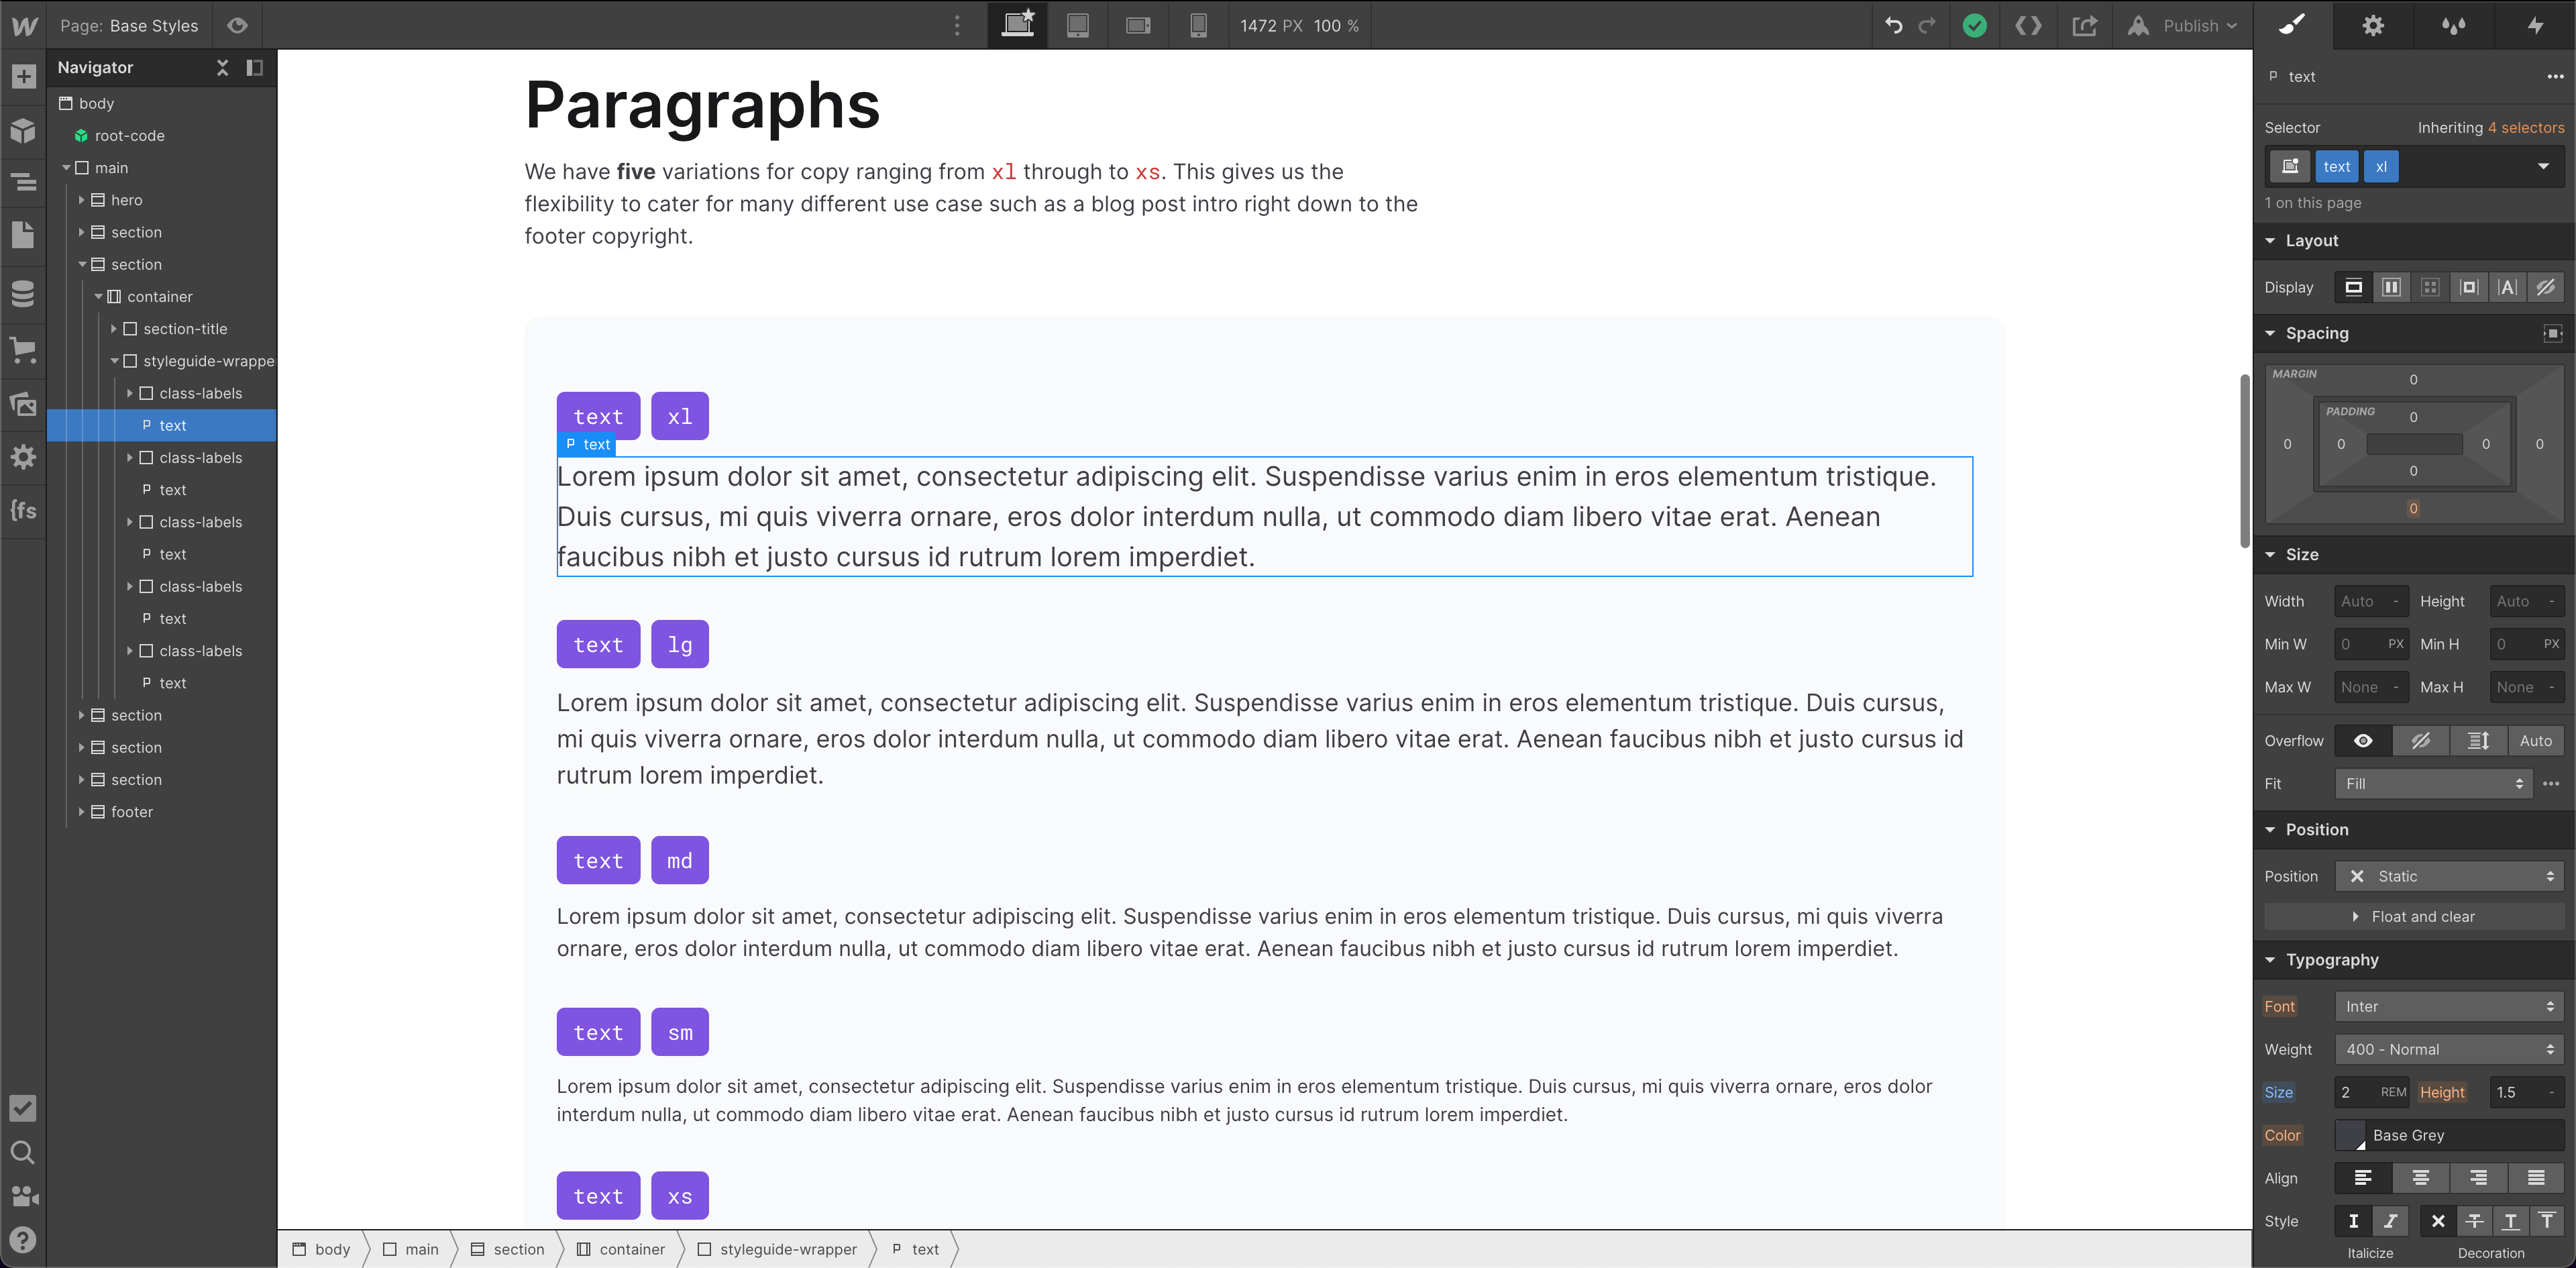 Page: Base Styles
1472 PX 100 %
Publish
Navigator
body
root-code
main
hero
section
section
container
section-title
styleguide-wrappe
class-labels
text
class-labels
text
class-labels
text
class-labels
text
class-labels
text
section
section
section
footer
{fs
Paragraphs
We have five variations for copy ranging from xl through to xs. This gives us the
flexibility to cater for many different use case such as a blog post intro right down to the
footer copyright.
text xl
text
Lorem ipsum dolor sit amet, consectetur adipiscing elit. Suspendisse varius enim in eros elementum tristique.
Duis cursus, mi quis viverra ornare, eros dolor interdum nulla, ut commodo diam libero vitae erat. Aenean
faucibus nibh et justo cursus id rutrum lorem imperdiet.
text lg
Lorem ipsum dolor sit amet, consectetur adipiscing elit. Suspendisse varius enim in eros elementum tristique. Duis cursus,
mi quis viverra ornare, eros dolor interdum nulla, ut commodo diam libero vitae erat. Aenean faucibus nibh et justo cursus id
rutrum lorem imperdiet.
text md
Lorem ipsum dolor sit amet, consectetur adipiscing elit. Suspendisse varius enim in eros elementum tristique. Duis cursus, mi quis viverra
ornare, eros dolor interdum nulla, ut commodo diam libero vitae erat. Aenean faucibus nibh et justo cursus id rutrum lorem imperdiet.
text sm
Lorem ipsum dolor sit amet, consectetur adipiscing elit. Suspendisse varius enim in eros elementum tristique. Duis cursus, mi quis viverra ornare, eros dolor
interdum nulla, ut commodo diam libero vitae erat. Aenean faucibus nibh et justo cursus id rutrum lorem imperdiet.
text xs
body main section container styleguide-wrapper text
text
Selector Inheriting 4 selectors
text xl
1 on this page
Layout
Display
Spacing
MARGIN
0
PADDING
0
0 0 0 0
0
0
Size
Width Auto - Height Auto -
Min W 0 PX Min H 0 PX
Max W None - Max H None -
Overflow Auto
Fit Fill
Position
Position Static
Float and clear
Typography
Font Inter
Weight 400 - Normal
Size 2 REM Height 1.5 -
Color Base Grey
Align
Style
Italicize Decoration